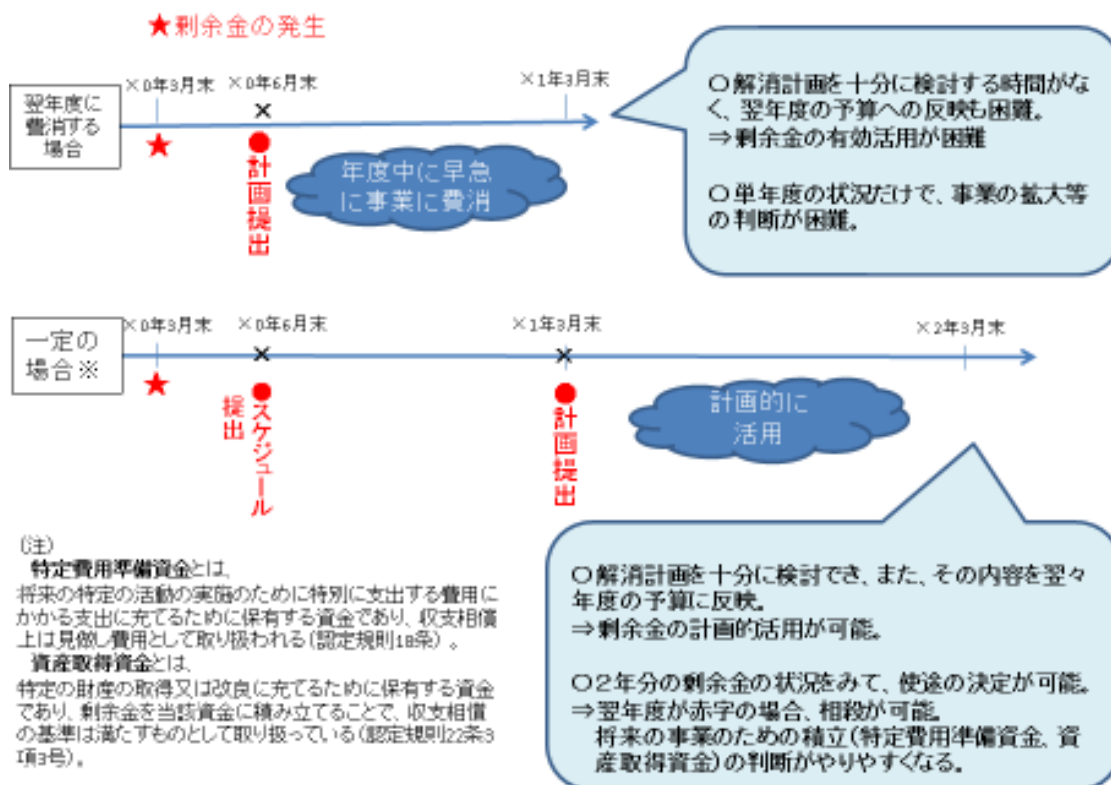 ★剰余金の発生
×0年3月末 ×0年6月末 ×1年3月末
翌年度に
費消する
場合
×
★
●計画提出
年度中に早急
に事業に費消
○解消計画を十分に検討する時間がな
く、翌年度の予算への反映も困難。
⇒剰余金の有効活用が困難
○単年度の状況だけで、事業の拡大等
の判断が困難。
×0年3月末 ×0年6月末 ×1年3月末 ×2年3月末
一定の
場合※
× ×
★
●スケジュール
提出
●計画提出
計画的に
活用
(注)
特定費用準備資金とは、
将来の特定の活動の実施のために特別に支出する費用に
かかる支出に充てるために保有する資金であり、収支相償
上は見做し費用として取り扱われる(認定規則18条)。
資産取得資金とは、
特定の財産の取得又は改良に充てるために保有する資金
であり、剰余金を当該資金に積み立てることで、収支相償
の基準は満たすものとして取り扱っている(認定規則22条3
項3号)。
○解消計画を十分に検討でき、また、その内容を翌々
年度の予算に反映。
⇒剰余金の計画的活用が可能。
○2年分の剰余金の状況をみて、使途の決定が可能。
⇒翌年度が赤字の場合、相殺が可能。
将来の事業のための積立(特定費用準備資金、資
産取得資金)の判断がやりやすくなる。